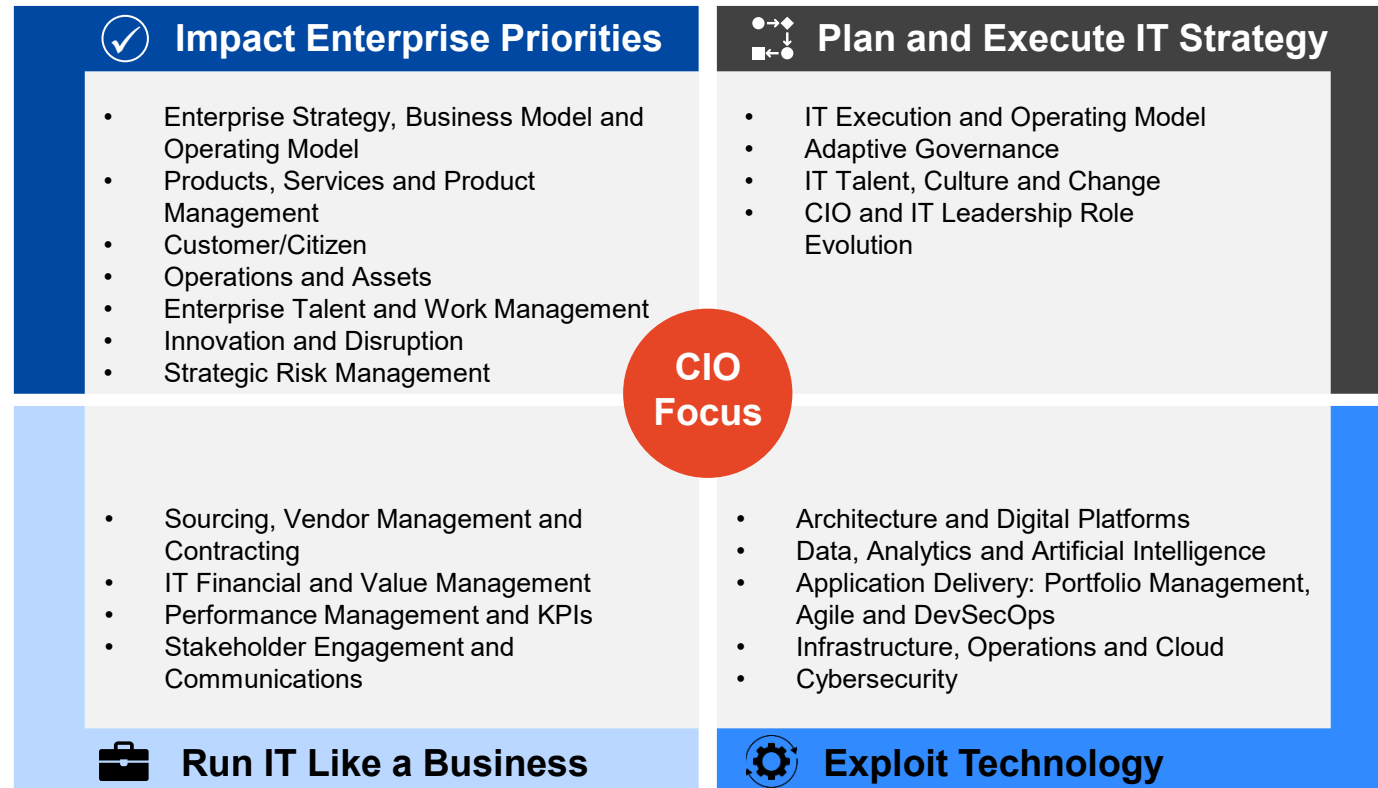 Impact Enterprise Priorities
• Enterprise Strategy, Business Model and
Operating Model
• Products, Services and Product
Management
• Customer/Citizen
• Operations and Assets
• Enterprise Talent and Work Management
• Innovation and Disruption
• Strategic Risk Management
Plan and Execute IT Strategy
• IT Execution and Operating Model
• Adaptive Governance
• IT Talent, Culture and Change
• CIO and IT Leadership Role
Evolution
CIO
Focus
• Sourcing, Vendor Management and
Contracting
• IT Financial and Value Management
• Performance Management and KPIs
• Stakeholder Engagement and
Communications
Run IT Like a Business
• Architecture and Digital Platforms
• Data, Analytics and Artificial Intelligence
• Application Delivery: Portfolio Management,
Agile and DevSecOps
• Infrastructure, Operations and Cloud
• Cybersecurity
Exploit Technology